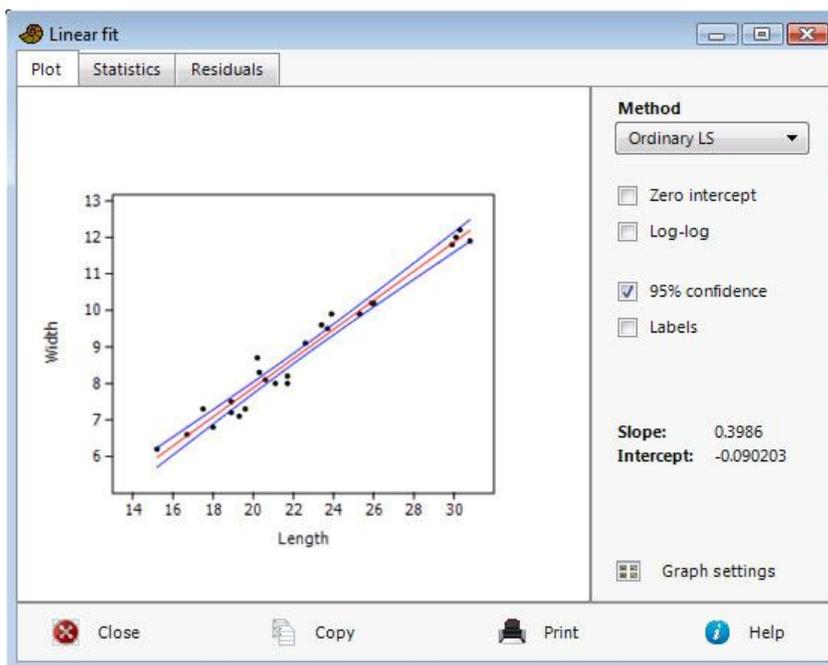 Linear fit
Plot Statistics Residuals
Method
Ordinary LS
Zero intercept
Log-log
95% confidence
Labels
Slope: 0.3986
Intercept: -0.090203
Graph settings
13
12
11
10
9
8
7
6
Width
14 16 18 20 22 24 26 28 30
Length
Close Copy Print Help